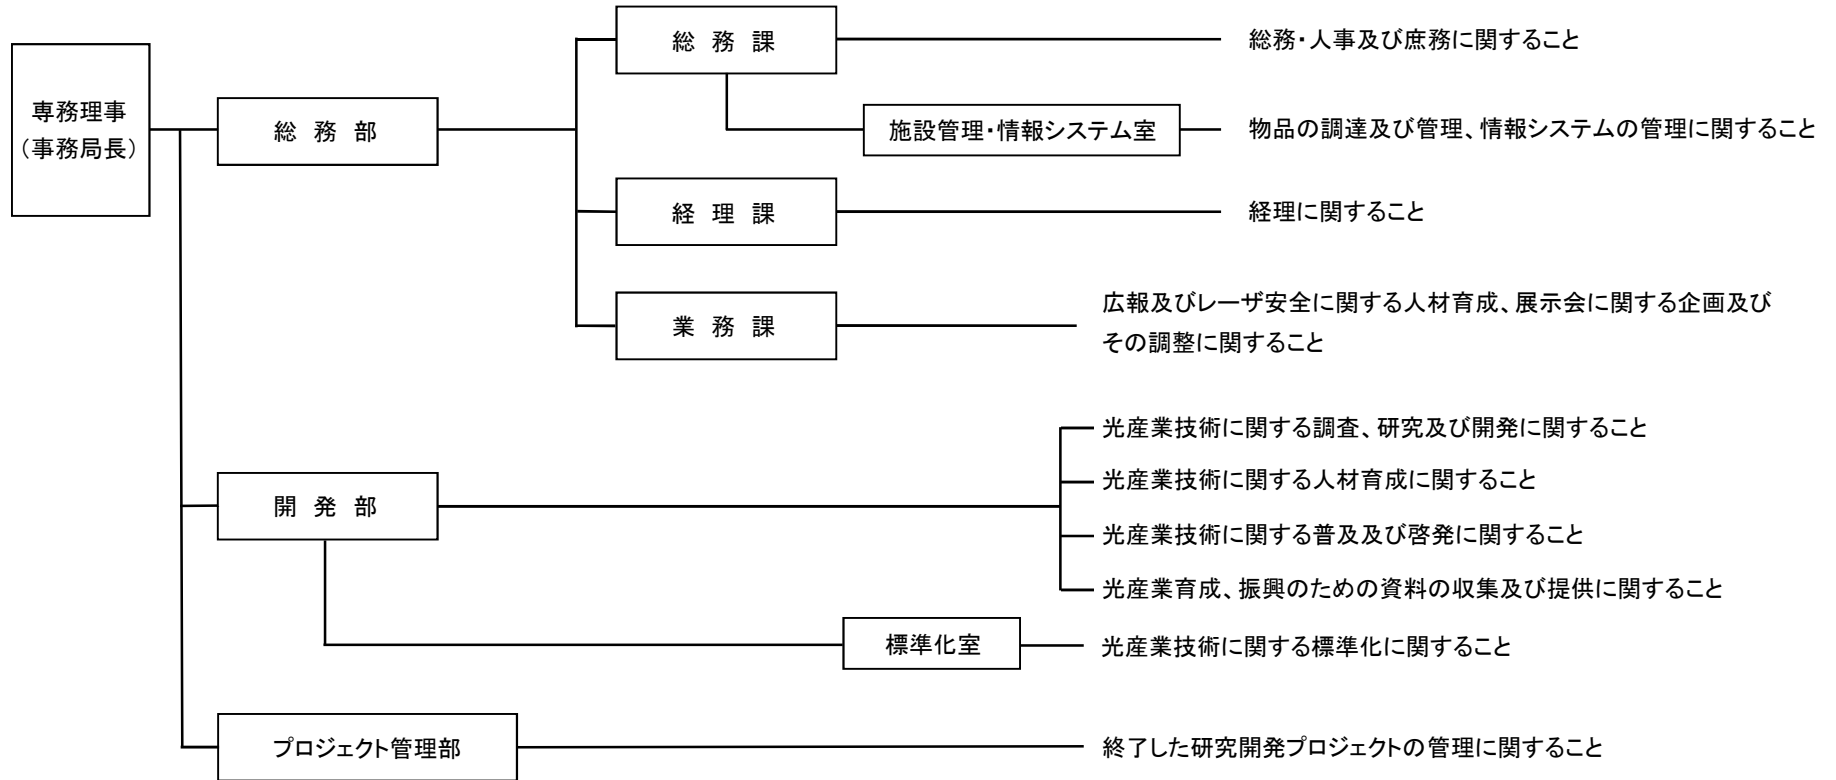 専務理事
（事務局長）
総務部
総務課
総務・人事及び庶務に関すること
施設管理・情報システム室
物品の調達及び管理、情報システムの管理に関すること
経理課
経理に関すること
業務課
広報及びレーザ安全に関する人材育成、展示会に関する企画及び
その調整に関すること
開発部
光産業技術に関する調査、研究及び開発に関すること
光産業技術に関する人材育成に関すること
光産業技術に関する普及及び啓発に関すること
光産業育成、振興のための資料の収集及び提供に関すること
標準化室
光産業技術に関する標準化に関すること
プロジェクト管理部
終了した研究開発プロジェクトの管理に関すること